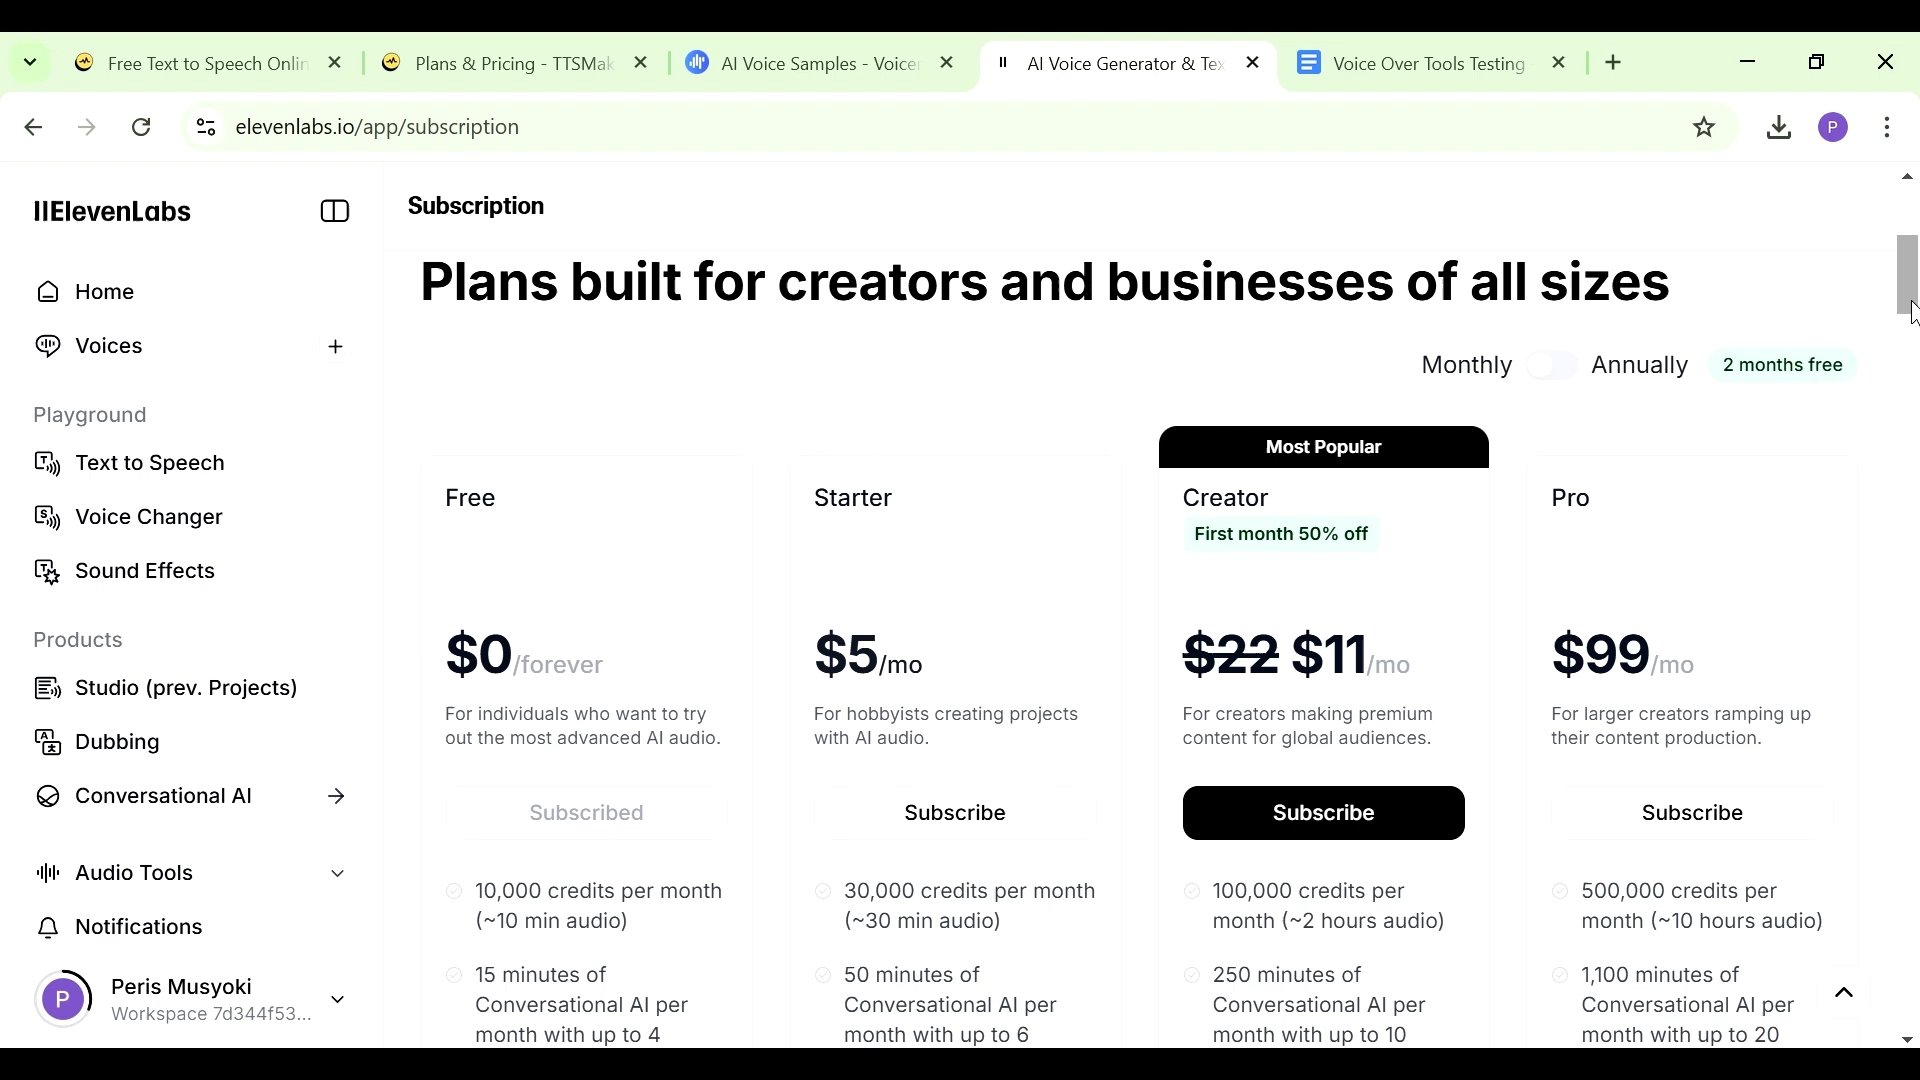 Free Text to Speech Onlin
Plans & Pricing - TTSMak
AI Voice Samples - Voicer
AI Voice Generator & Tex
Voice Over Tools Testing
elevenlabs.io/app/subscription
P
IIElevenLabs
Subscription
Home
Voices
Playground
Text to Speech
Voice Changer
Sound Effects
Products
Studio (prev. Projects)
Dubbing
Conversational AI
Audio Tools
Notifications
P
Peris Musyoki
Workspace 7d344f53...
Plans built for creators and businesses of all sizes
Monthly
Annually
2 months free
Free
$0/forever
For individuals who want to try
out the most advanced AI audio.
Subscribed
10,000 credits per month
(~10 min audio)
15 minutes of
Conversational AI per
month with up to 4
Starter
$5/mo
For hobbyists creating projects
with AI audio.
Subscribe
30,000 credits per month
(~30 min audio)
50 minutes of
Conversational AI per
month with up to 6
Most Popular
Creator
First month 50% off
$22 $11/mo
For creators making premium
content for global audiences.
Subscribe
100,000 credits per
month (~2 hours audio)
250 minutes of
Conversational AI per
month with up to 10
Pro
$99/mo
For larger creators ramping up
their content production.
Subscribe
500,000 credits per
month (~10 hours audio)
1,100 minutes of
Conversational AI per
month with up to 20